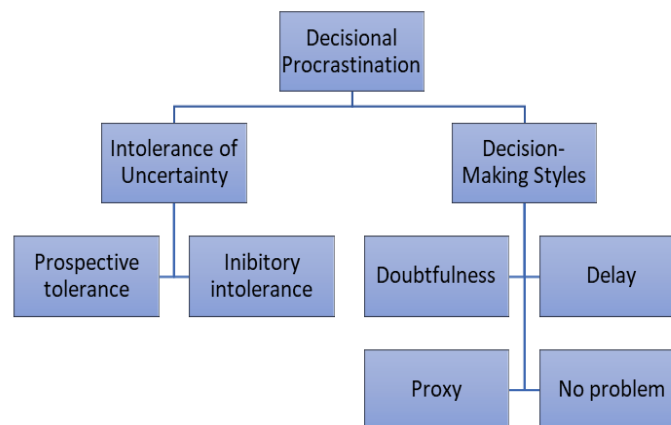 Decisional
Procrastination
Intolerance of
Uncertainty
Decision-
Making Styles
Prospective
tolerance
Inibitory
intolerance
Doubtfulness
Delay
Proxy
No problem